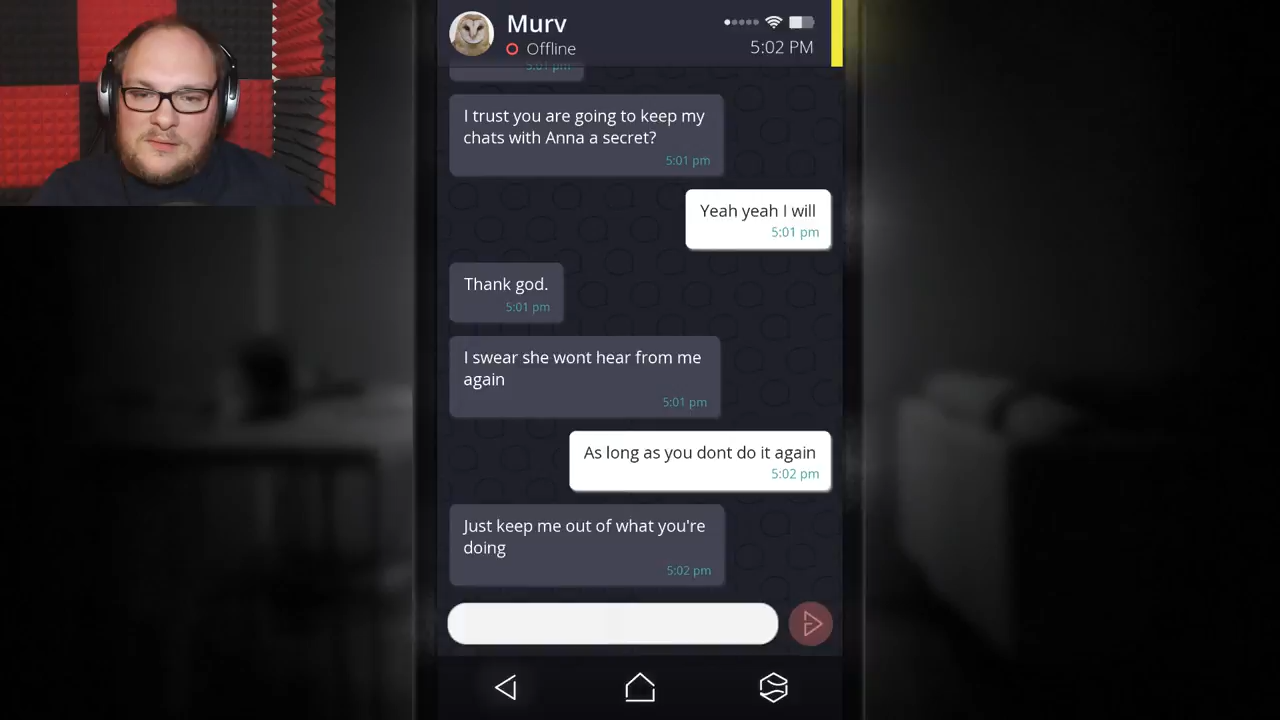 Murv
Offline
5:02 PM
5:01 pm
I trust you are going to keep my
chats with Anna a secret?
5:01 pm
Yeah yeah I will
5:01 pm
Thank god.
5:01 pm
I swear she wont hear from me
again
5:01 pm
As long as you dont do it again
5:02 pm
Just keep me out of what you're
doing
5:02 pm